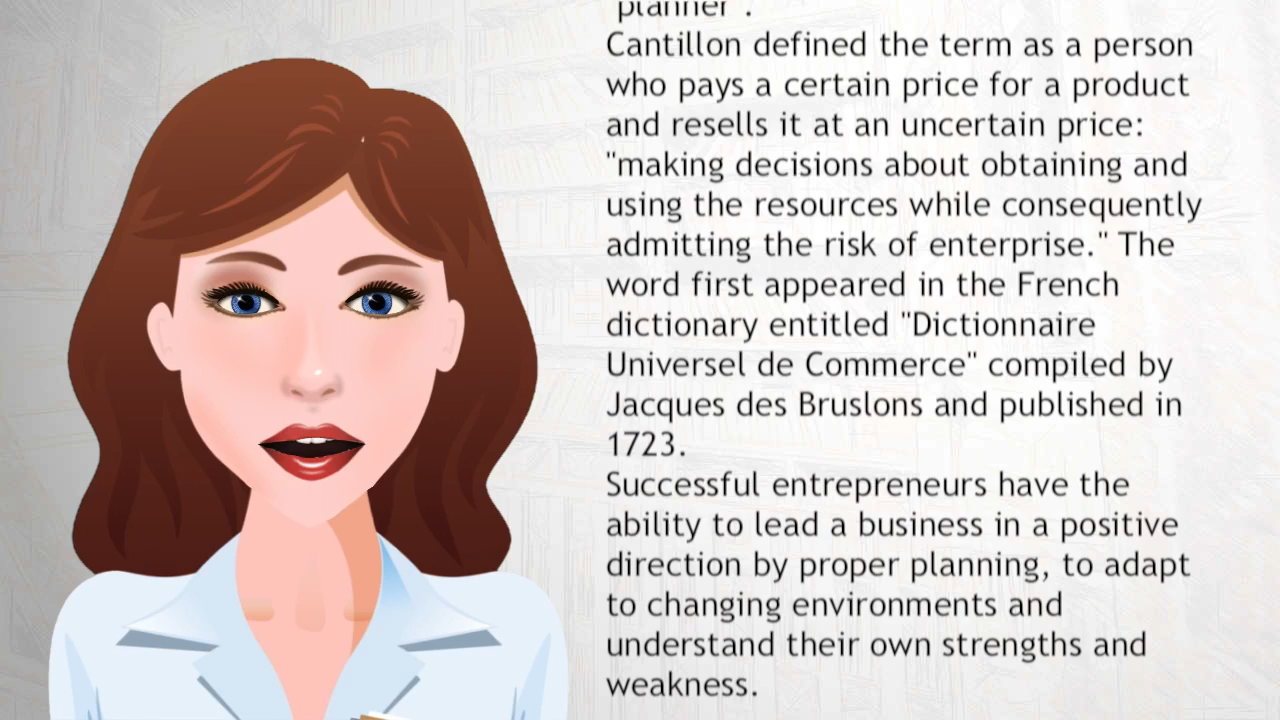 "planner".
Cantillon defined the term as a person
who pays a certain price for a product
and resells it at an uncertain price:
"making decisions about obtaining and
using the resources while consequently
admitting the risk of enterprise." The
word first appeared in the French
dictionary entitled "Dictionnaire
Universel de Commerce" compiled by
Jacques des Bruslons and published in
1723.
Successful entrepreneurs have the
ability to lead a business in a positive
direction by proper planning, to adapt
to changing environments and
understand their own strengths and
weakness.